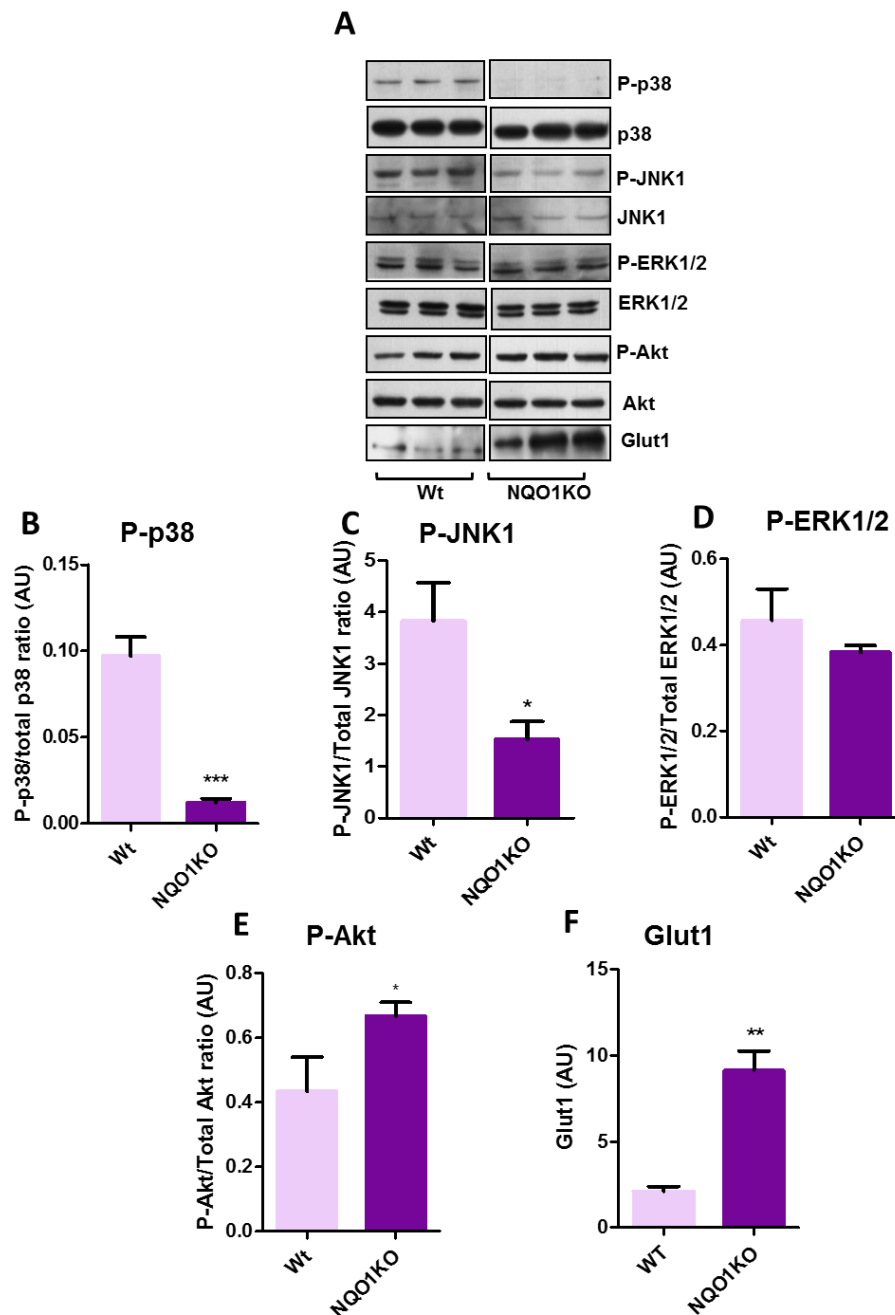 A
P-p38
p38
P-JNK1
JNK1
P-ERK1/2
ERK1/2
P-Akt
Akt
Glut1
Wt NQO1KO
B
P-p38
P-p38/total p38 ratio (AU)
0.15
0.10
0.05
0.00
***
Wt
NQO1KO
C
P-JNK1
P-JNK1/Total JNK1 ratio (AU)
5
4
3
2
1
0
*
Wt
NQO1KO
D
P-ERK1/2
P-ERK1/2/Total ERK1/2 (AU)
0.6
0.4
0.2
0.0
Wt
NQO1KO
E
P-Akt
P-Akt/Total Akt ratio (AU)
0.8
0.6
0.4
0.2
0.0
*
Wt
NQO1KO
F
Glut1
Glut1 (AU)
15
10
5
0
**
WT
NQO1KO